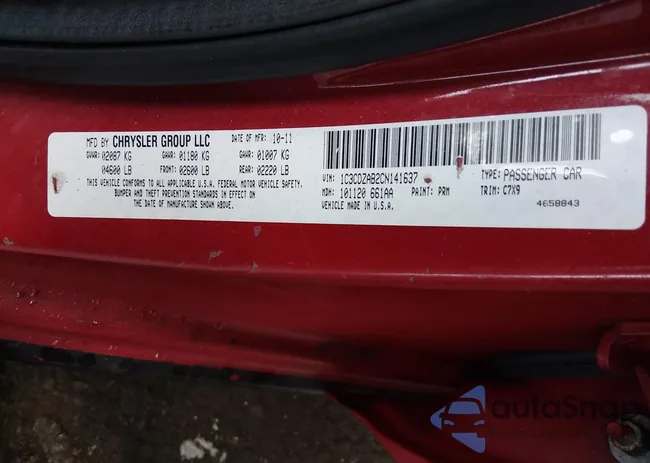 MFD BY CHRYSLER GROUP LLC DATE OF MFR: 10-11
GVWR: 02087 KG GAWR: 01180 KG GAWR: 01007 KG
04600 LB FRONT: 02600 LB REAR: 02220 LB
THIS VEHICLE CONFORMS TO ALL APPLICABLE U.S.A. FEDERAL MOTOR VEHICLE SAFETY,
BUMPER AND THEFT PREVENTION STANDARDS IN EFFECT ON
THE DATE OF MANUFACTURE SHOWN ABOVE.
VIN: 1C3CDZAB2CN141637 TYPE: PASSENGER CAR
MDH: 101120 661AA PAINT: PRM TRIM: C7X9
VEHICLE MADE IN U.S.A. 4658843
autoSnap